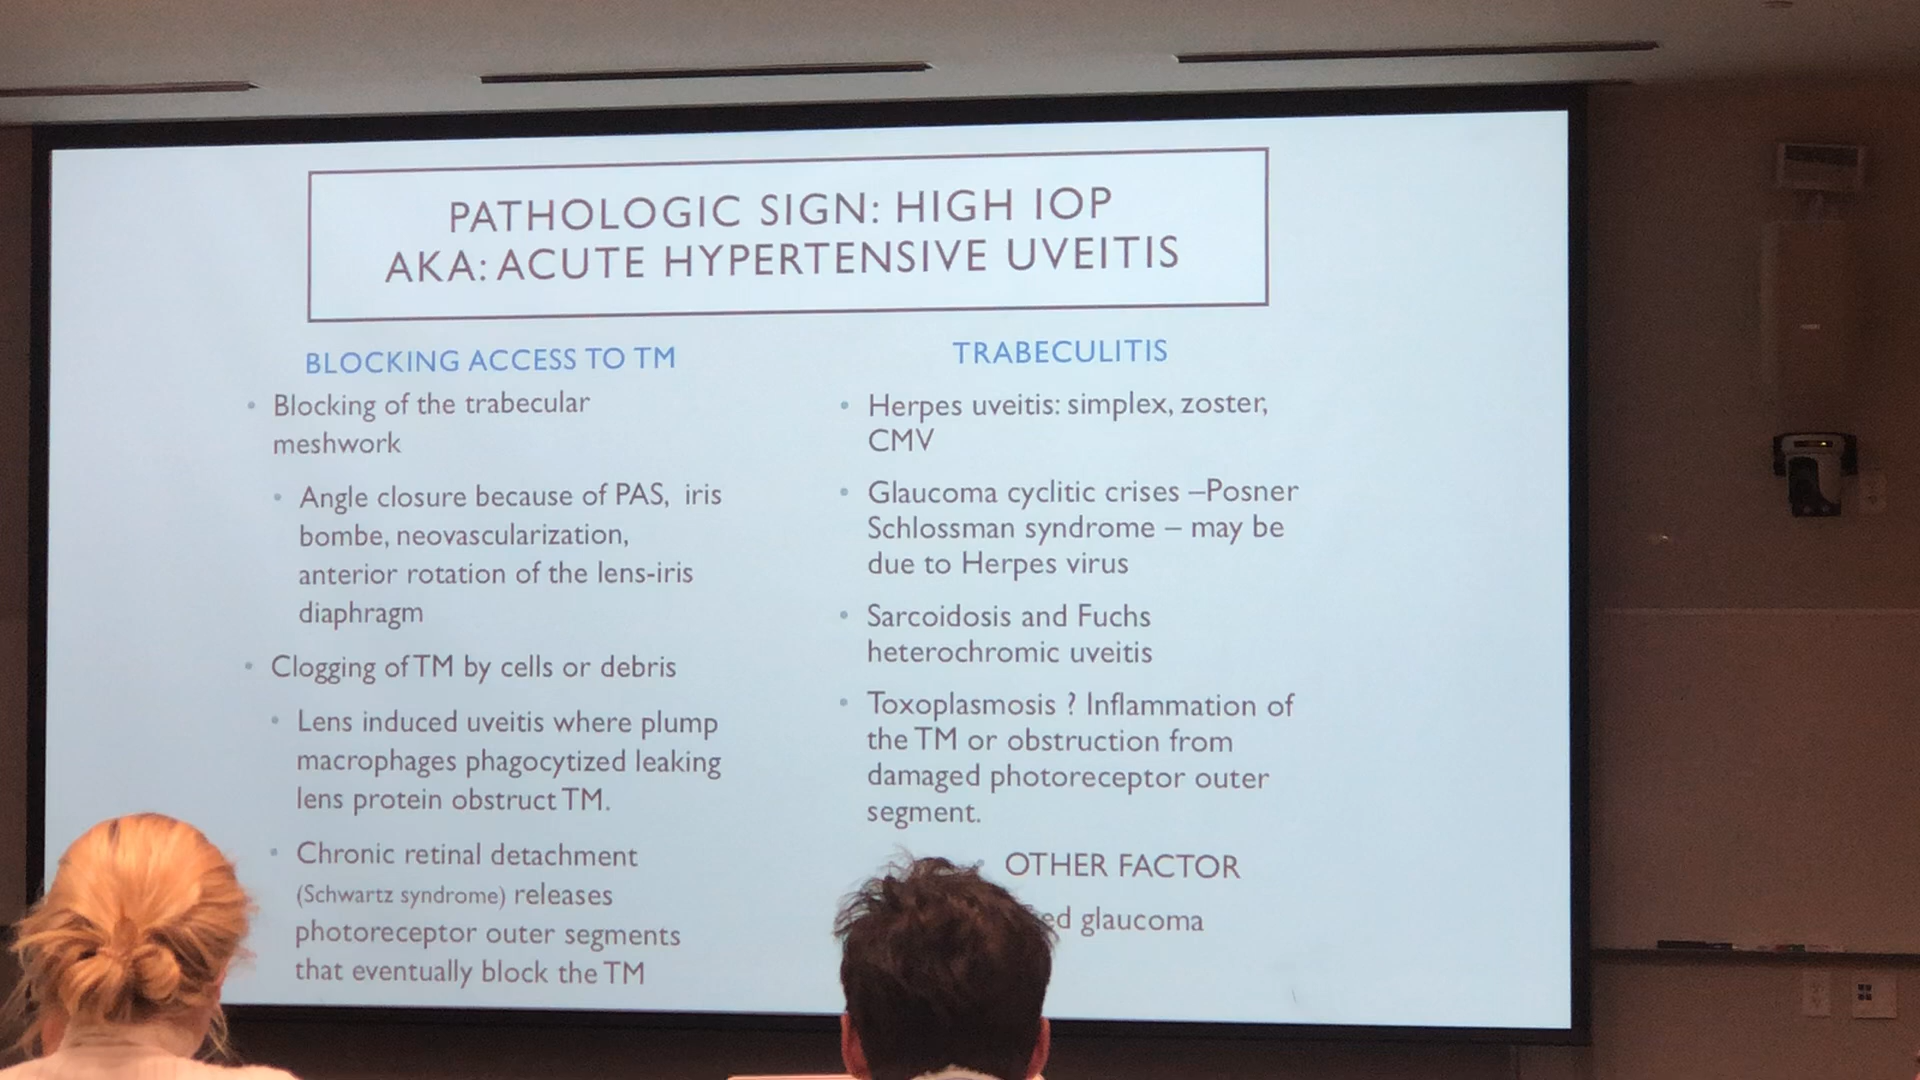 PATHOLOGIC SIGN: HIGH IOP
AKA: ACUTE HYPERTENSIVE UVEITIS
BLOCKING ACCESS TO TM
• Blocking of the trabecular
meshwork
• Angle closure because of PAS, iris
bombe, neovascularization,
anterior rotation of the lens-iris
diaphragm
• Clogging of TM by cells or debris
• Lens induced uveitis where plump
macrophages phagocytized leaking
lens protein obstruct TM.
• Chronic retinal detachment
(Schwartz syndrome) releases
photoreceptor outer segments
that eventually block the TM
TRABECULITIS
• Herpes uveitis: simplex, zoster,
CMV
• Glaucoma cyclitic crises –Posner
Schlossman syndrome – may be
due to Herpes virus
• Sarcoidosis and Fuchs
heterochromic uveitis
• Toxoplasmosis ? Inflammation of
the TM or obstruction from
damaged photoreceptor outer
segment.
• OTHER FACTOR
glaucoma